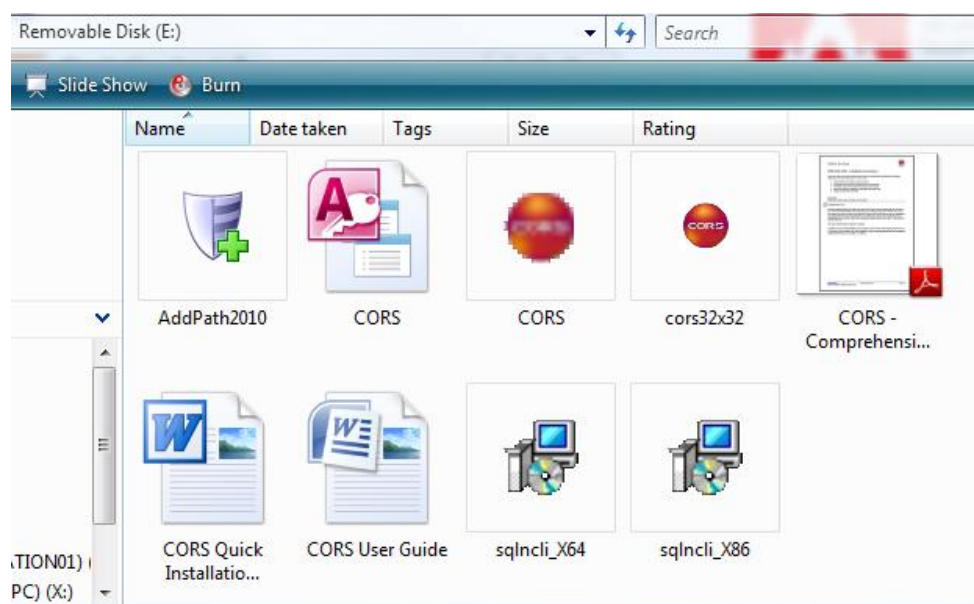 Removable Disk (E:)
Search
Slide Show Burn
Name Date taken Tags Size Rating
AddPath2010 CORS CORS cors32x32 CORS -
Comprehensi...
CORS Quick
Installatio...
CORS User Guide sqlncli_X64 sqlncli_X86
ATION01) (
PC) (X:)
CORS